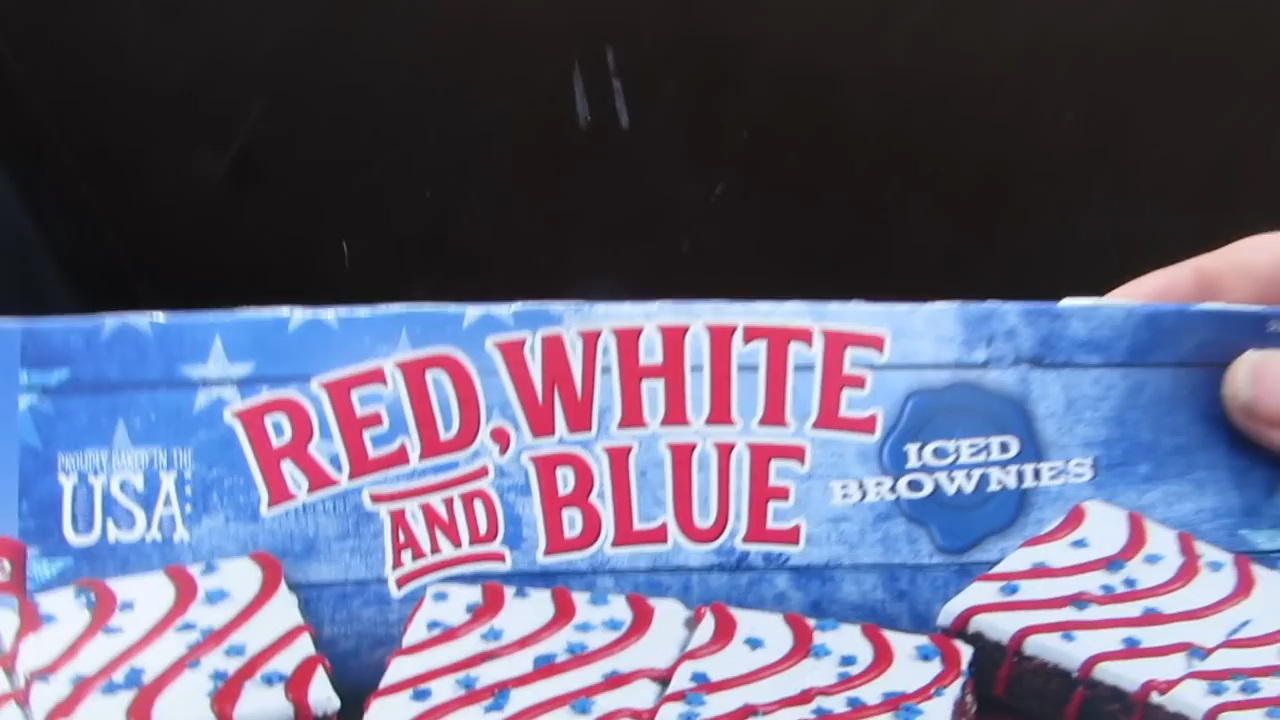 RED, WHITE
AND BLUE
ICED
BROWNIES
PROUDLY BAKED IN THE
USA